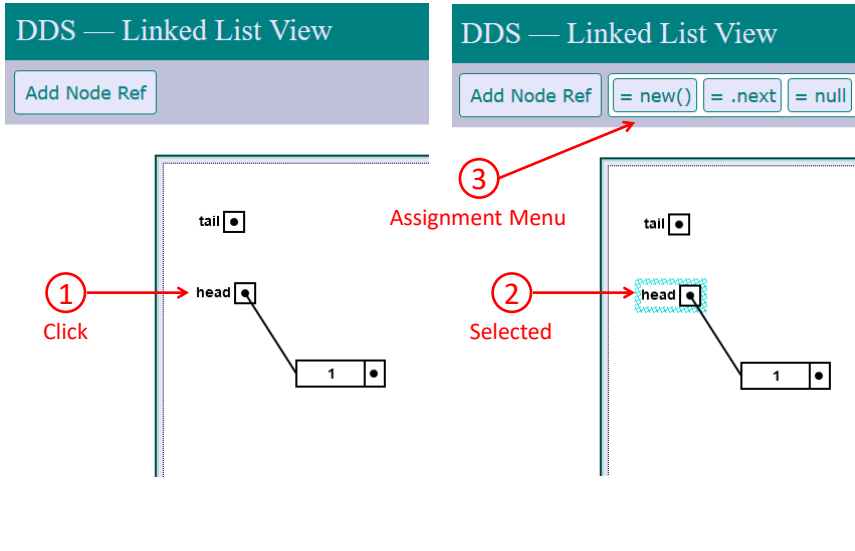 DDS — Linked List View
Add Node Ref
tail
1
head
Click
1
DDS — Linked List View
Add Node Ref = new() = .next = null
3
Assignment Menu
tail
2
head
Selected
1